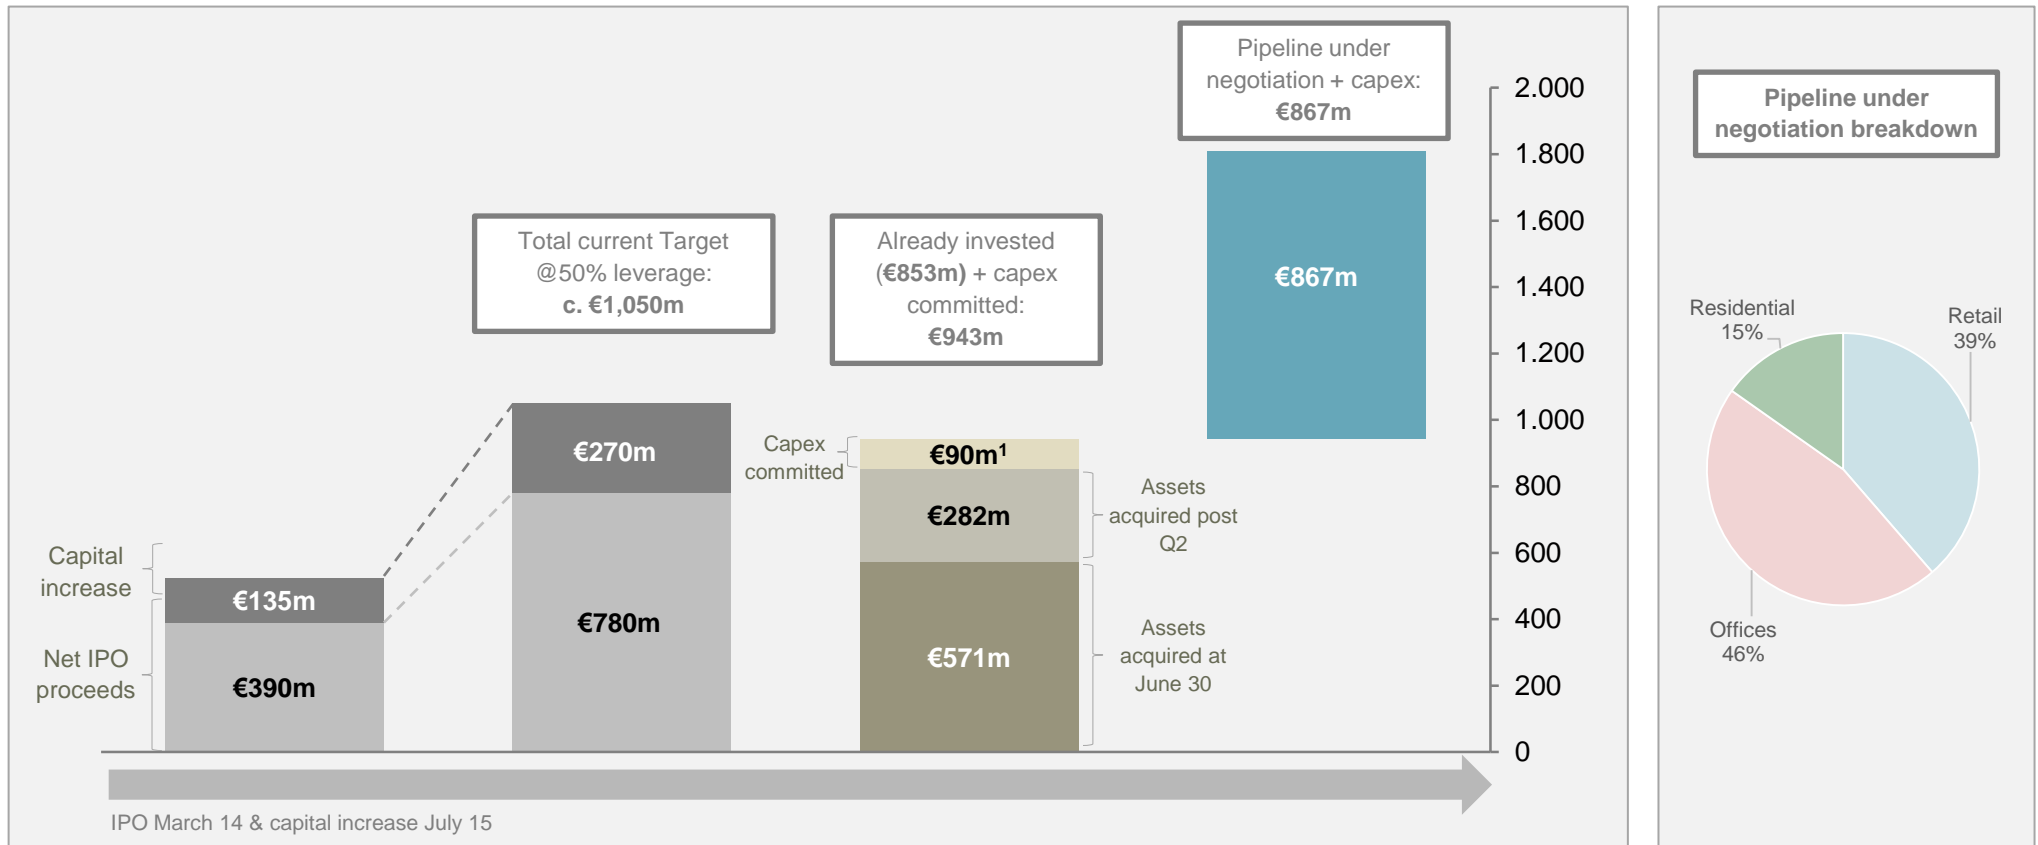 Pipeline under
negotiation + capex:
€867m
Total current Target
@50% leverage:
c. €1,050m
Already invested
(€853m) + capex
committed:
€943m
€867m
2.000
1.800
1.600
1.400
1.200
1.000
800
600
400
200
0
Capital
increase
Net IPO
proceeds
€135m
€390m
€270m
€780m
Capex
committed
€90m¹
€282m
€571m
Assets
acquired post
Q2
Assets
acquired at
June 30
IPO March 14 & capital increase July 15
Pipeline under
negotiation breakdown
Residential
15%
Retail
39%
Offices
46%